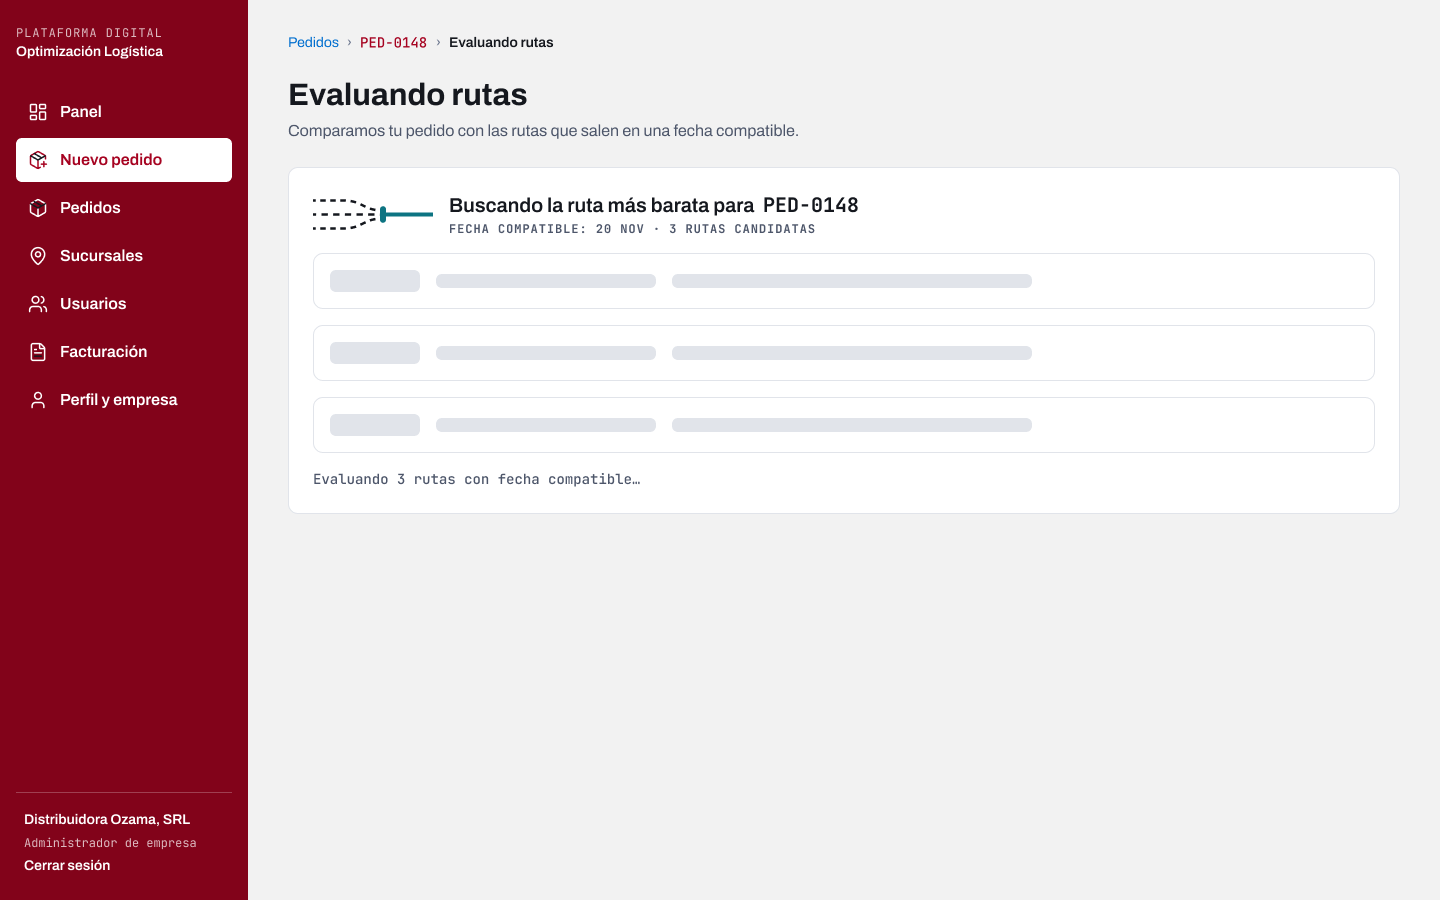 PLATAFORMA DIGITAL
Optimización Logística
Panel
Nuevo pedido
Pedidos
Sucursales
Usuarios
Facturación
Perfil y empresa
Distribuidora Ozama, SRL
Administrador de empresa
Cerrar sesión
Pedidos › PED-0148 › Evaluando rutas
Evaluando rutas
Comparamos tu pedido con las rutas que salen en una fecha compatible.
Buscando la ruta más barata para PED-0148
FECHA COMPATIBLE: 20 NOV · 3 RUTAS CANDIDATAS
Evaluando 3 rutas con fecha compatible…